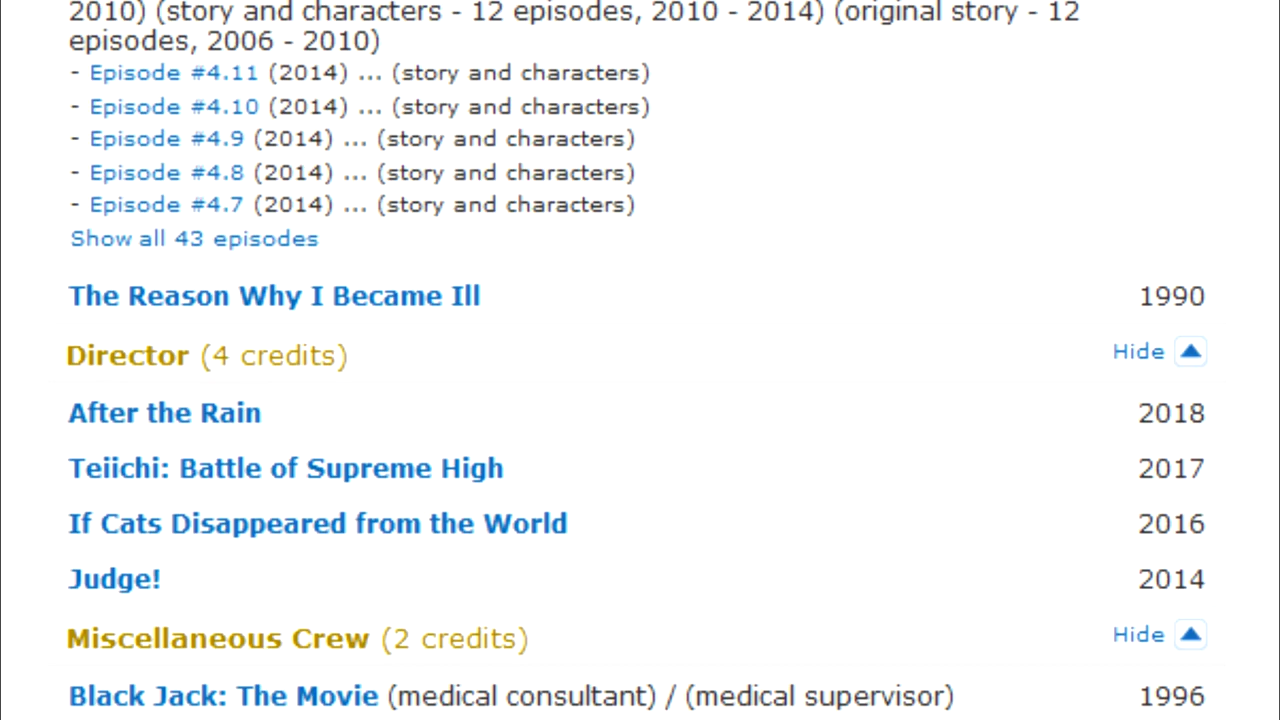 2010) (story and characters - 12 episodes, 2010 - 2014) (original story - 12
episodes, 2006 - 2010)
- Episode #4.11 (2014) ... (story and characters)
- Episode #4.10 (2014) ... (story and characters)
- Episode #4.9 (2014) ... (story and characters)
- Episode #4.8 (2014) ... (story and characters)
- Episode #4.7 (2014) ... (story and characters)
Show all 43 episodes
The Reason Why I Became Ill 1990
Director (4 credits) Hide
After the Rain 2018
Teiichi: Battle of Supreme High 2017
If Cats Disappeared from the World 2016
Judge! 2014
Miscellaneous Crew (2 credits) Hide
Black Jack: The Movie (medical consultant) / (medical supervisor) 1996